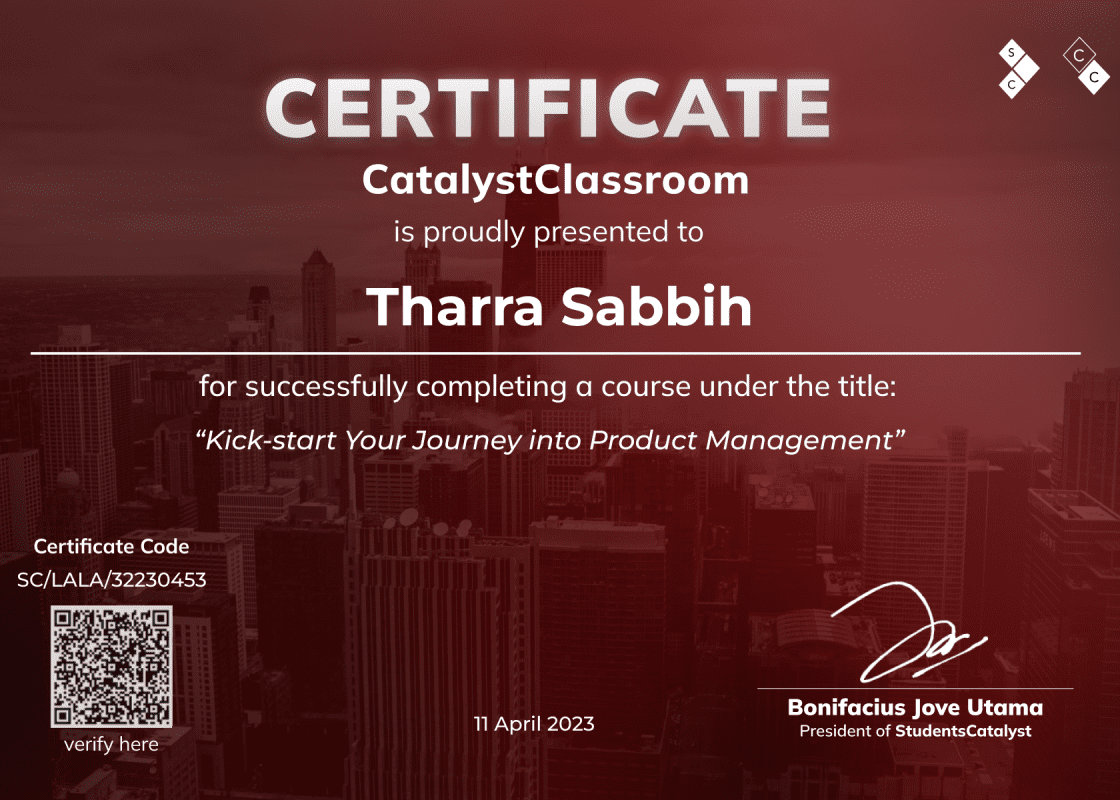 S
C
C
C
CERTIFICATE
CatalystClassroom
is proudly presented to
Tharra Sabbih
for successfully completing a course under the title:
“Kick-start Your Journey into Product Management”
Certificate Code
SC/LALA/32230453
verify here
11 April 2023
Bonifacius Jove Utama
President of StudentsCatalyst